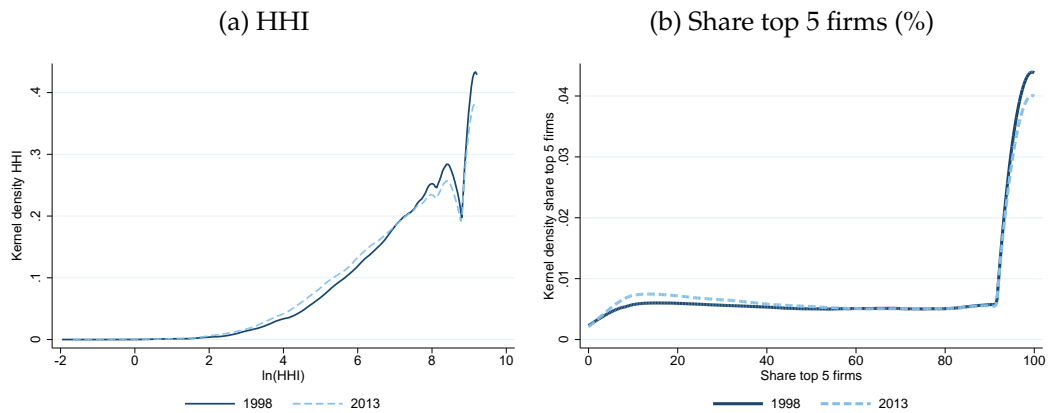 (a) HHI
Kernel density HHI
.4
.3
.2
.1
0
-2 0 2 4 6 8 10
ln(HHI)
1998 2013
(b) Share top 5 firms (%)
Kernel density share top 5 firms
.04
.03
.02
.01
0
0 20 40 60 80 100
Share top 5 firms
1998 2013